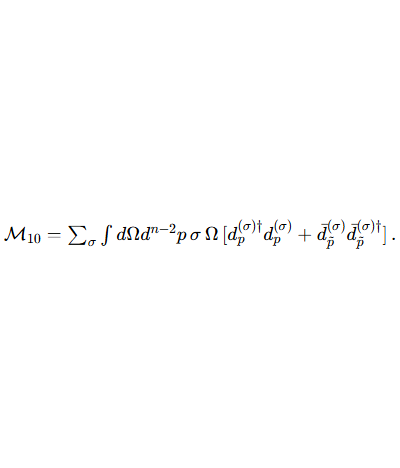 $\mathcal{M}_{10} = \sum_{\sigma} \int d\Omega d^{n-2}p \, \sigma \, \Omega \, [d_p^{(\sigma)\dagger} d_p^{(\sigma)} + \bar{d}_{\tilde{p}}^{(\sigma)} \bar{d}_{\tilde{p}}^{(\sigma)\dagger}] \, .$